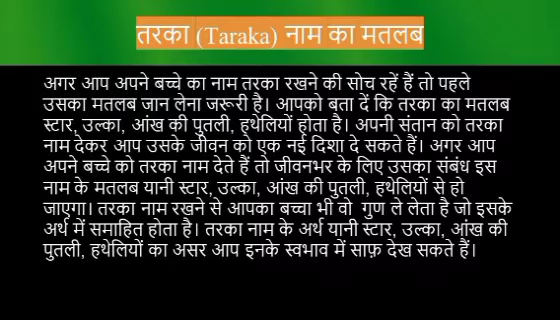 तरका (Taraka) नाम का मतलब
अगर आप अपने बच्चे का नाम तरका रखने की सोच रहें हैं तो पहले
उसका मतलब जान लेना जरूरी है। आपको बता दें कि तरका का मतलब
स्टार, उल्का, आंख की पुतली, हथेलियों होता है। अपनी संतान को तरका
नाम देकर आप उसके जीवन को एक नई दिशा दे सकते हैं। अगर आप
अपने बच्चे को तरका नाम देते हैं तो जीवनभर के लिए उसका संबंध इस
नाम के मतलब यानी स्टार, उल्का, आंख की पुतली, हथेलियों से हो
जाएगा। तरका नाम रखने से आपका बच्चा भी वो गुण ले लेता है जो इसके
अर्थ में समाहित होता है। तरका नाम के अर्थ यानी स्टार, उल्का, आंख की
पुतली, हथेलियों का असर आप इनके स्वभाव में साफ़ देख सकते हैं।